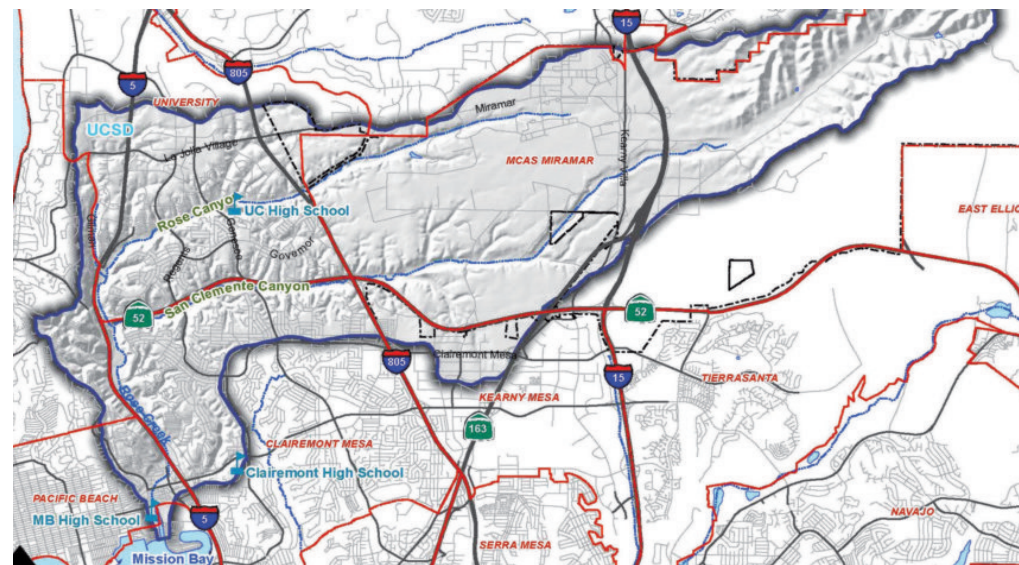 15
805
5
UNIVERSITY
Miramar
UCSD
La Jolla Village
Kearny Villa
MCAS MIRAMAR
Rose Canyo
UC High School
Gilman
Genesee
Regents
Governor
EAST ELLIO
San Clemente Canyon
52
52
Clairemont Mesa
805
15
TIERRASANTA
KEARNY MESA
Rose Creek
163
CLAIREMONT MESA
Clairemont High School
PACIFIC BEACH
MB High School
5
NAVAJO
SERRA MESA
Mission Bay